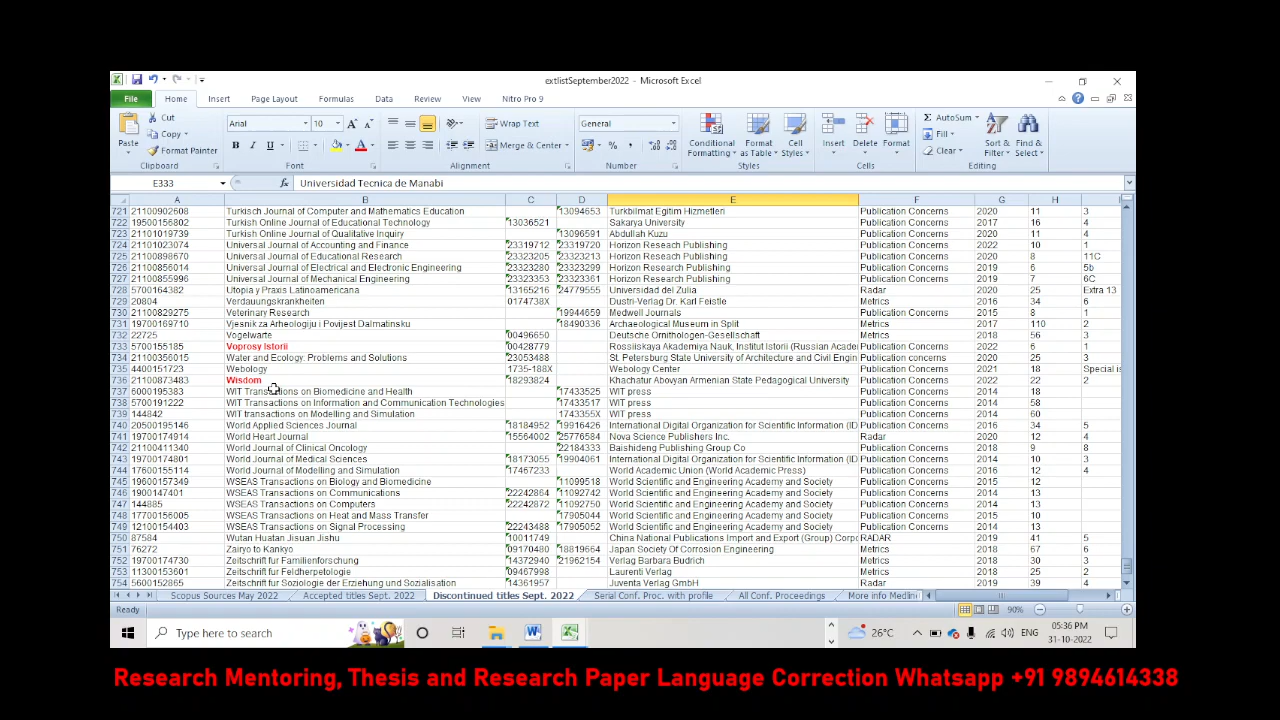 extlistSeptember2022 - Microsoft Excel
File Home Insert Page Layout Formulas Data Review View Nitro Pro 9
Cut Arial 10 Wrap Text General AutoSum
Copy Fill
Paste Format Painter Merge & Center Conditional Formatting Format as Table Cell Styles Insert Delete Format Clear Sort & Filter Find & Select
Clipboard Font Alignment Number Styles Cells Editing
E333 Universidad Tecnica de Manabi
A B C D E F G H
721 21100902608 Turkisch Journal of Computer and Mathematics Education 13094653 Turkbilmat Egitim Hizmetleri Publication Concerns 2020 11 3
722 19500156802 Turkish Online Journal of Educational Technology 13036521 Sakarya University Publication Concerns 2017 16 4
723 21101019739 Turkish Online Journal of Qualitative Inquiry 13096591 Abdullah Kuzu Publication Concerns 2020 11 4
724 21101023074 Universal Journal of Accounting and Finance 23319712 23319720 Horizon Reseach Publishing Publication Concerns 2022 10 1
725 21100898670 Universal Journal of Educational Research 23323205 23323213 Horizon Research Publishing Publication Concerns 2020 8 11C
726 21100856014 Universal Journal of Electrical and Electronic Engineering 23323280 23323299 Horizon Research Publishing Publication Concerns 2019 6 5b
727 21100855996 Universal Journal of Mechanical Engineering 23323353 23323361 Horizon Research Publishing Publication Concerns 2019 7 6C
728 5700164382 Utopia y Praxis Latinoamericana 13165216 24779555 Universidad del Zulia Radar 2020 25 Extra 13
729 20804 Verdauungskrankheiten 0174738X Dustri-Verlag Dr. Karl Feistle Metrics 2016 34 6
730 21100829275 Veterinary Research 19944659 Medwell Journals Publication Concerns 2015 8 1
731 19700169710 Vjesnik za Arheologiju i Povijest Dalmatinsku 18490336 Archaeological Museum in Split Metrics 2017 110 2
732 22725 Vogelwarte 00496650 Deutsche Ornithologen-Gesellschaft Metrics 2018 56 3
733 5700155185 Voprosy Istorii 00428779 Rossiiskaya Akademiya Nauk, Institut Istorii (Russian Acade Publication Concerns 2022 6 1
734 21100356015 Water and Ecology: Problems and Solutions 23053488 St. Petersburg State University of Architecture and Civil Engin Publication concerns 2020 25 3
735 4400151723 Webology 1735-188X Webology Center Publication Concerns 2021 18 Special is
736 21100873483 Wisdom 18293824 Khachatur Abovyan Armenian State Pedagogical University Publication Concerns 2022 22 2
737 6000195383 WIT Transactions on Biomedicine and Health 17433525 WIT press Publication Concerns 2014 18
738 5700191222 WIT Transactions on Information and Communication Technologies 17433517 WIT press Publication Concerns 2014 58
739 144842 WIT transactions on Modelling and Simulation 1743355X WIT press Publication Concerns 2014 60
740 20500195146 World Applied Sciences Journal 18184952 19916426 International Digital Organization for Scientific Information (ID Publication Concerns 2016 34 5
741 19700174914 World Heart Journal 15564002 25776584 Nova Science Publishers Inc. Radar 2020 12 4
742 21100411340 World Journal of Clinical Oncology 22184333 Baishideng Publishing Group Co Publication Concerns 2018 9 8
743 19700174801 World Journal of Medical Sciences 18173055 19904061 International Digital Organization for Scientific Information (ID Publication Concerns 2014 10 3
744 17600155114 World Journal of Modelling and Simulation 17467233 World Academic Union (World Academic Press) Publication Concerns 2016 12 4
745 19600157349 WSEAS Transactions on Biology and Biomedicine 11099518 World Scientific and Engineering Academy and Society Publication Concerns 2015 12
746 1900147401 WSEAS Transactions on Communications 22242864 11092742 World Scientific and Engineering Academy and Society Publication Concerns 2014 13
747 144885 WSEAS Transactions on Computers 22242872 11092750 World Scientific and Engineering Academy and Society Publication Concerns 2014 13
748 17700156005 WSEAS Transactions on Heat and Mass Transfer 17905044 World Scientific and Engineering Academy and Society Publication Concerns 2014 13
749 12100154403 WSEAS Transactions on Signal Processing 22243488 17905052 World Scientific and Engineering Academy and Society Publication Concerns 2014 13
750 87584 Wutan Huatan Jisuan Jishu 10011749 China National Publications Import and Export (Group) Corpo RADAR 2019 41 5
751 76272 Zairyo to Kankyo 09170480 18819664 Japan Society Of Corrosion Engineering Metrics 2018 67 6
752 19700174730 Zeitschrift fur Familienforschung 14372940 21962154 Verlag Barbara Budrich Metrics 2018 30 3
753 11300153601 Zeitschrift fur Feldherpetologie 09467998 Laurenti Verlag Metrics 2018 25 2
754 5600152865 Zeitschrift fur Soziologie der Erziehung und Sozialisation 14361957 Juventa Verlag GmbH Radar 2019 39 4
Scopus Sources May 2022 Accepted titles Sept. 2022 Discontinued titles Sept. 2022 Serial Conf. Proc. with profile All Conf. Proceedings More info Medlin
Ready 90%
Type here to search 26°C ENG 05:36 PM 31-10-2022
Research Mentoring, Thesis and Research Paper Language Correction Whatsapp +91 9894614338